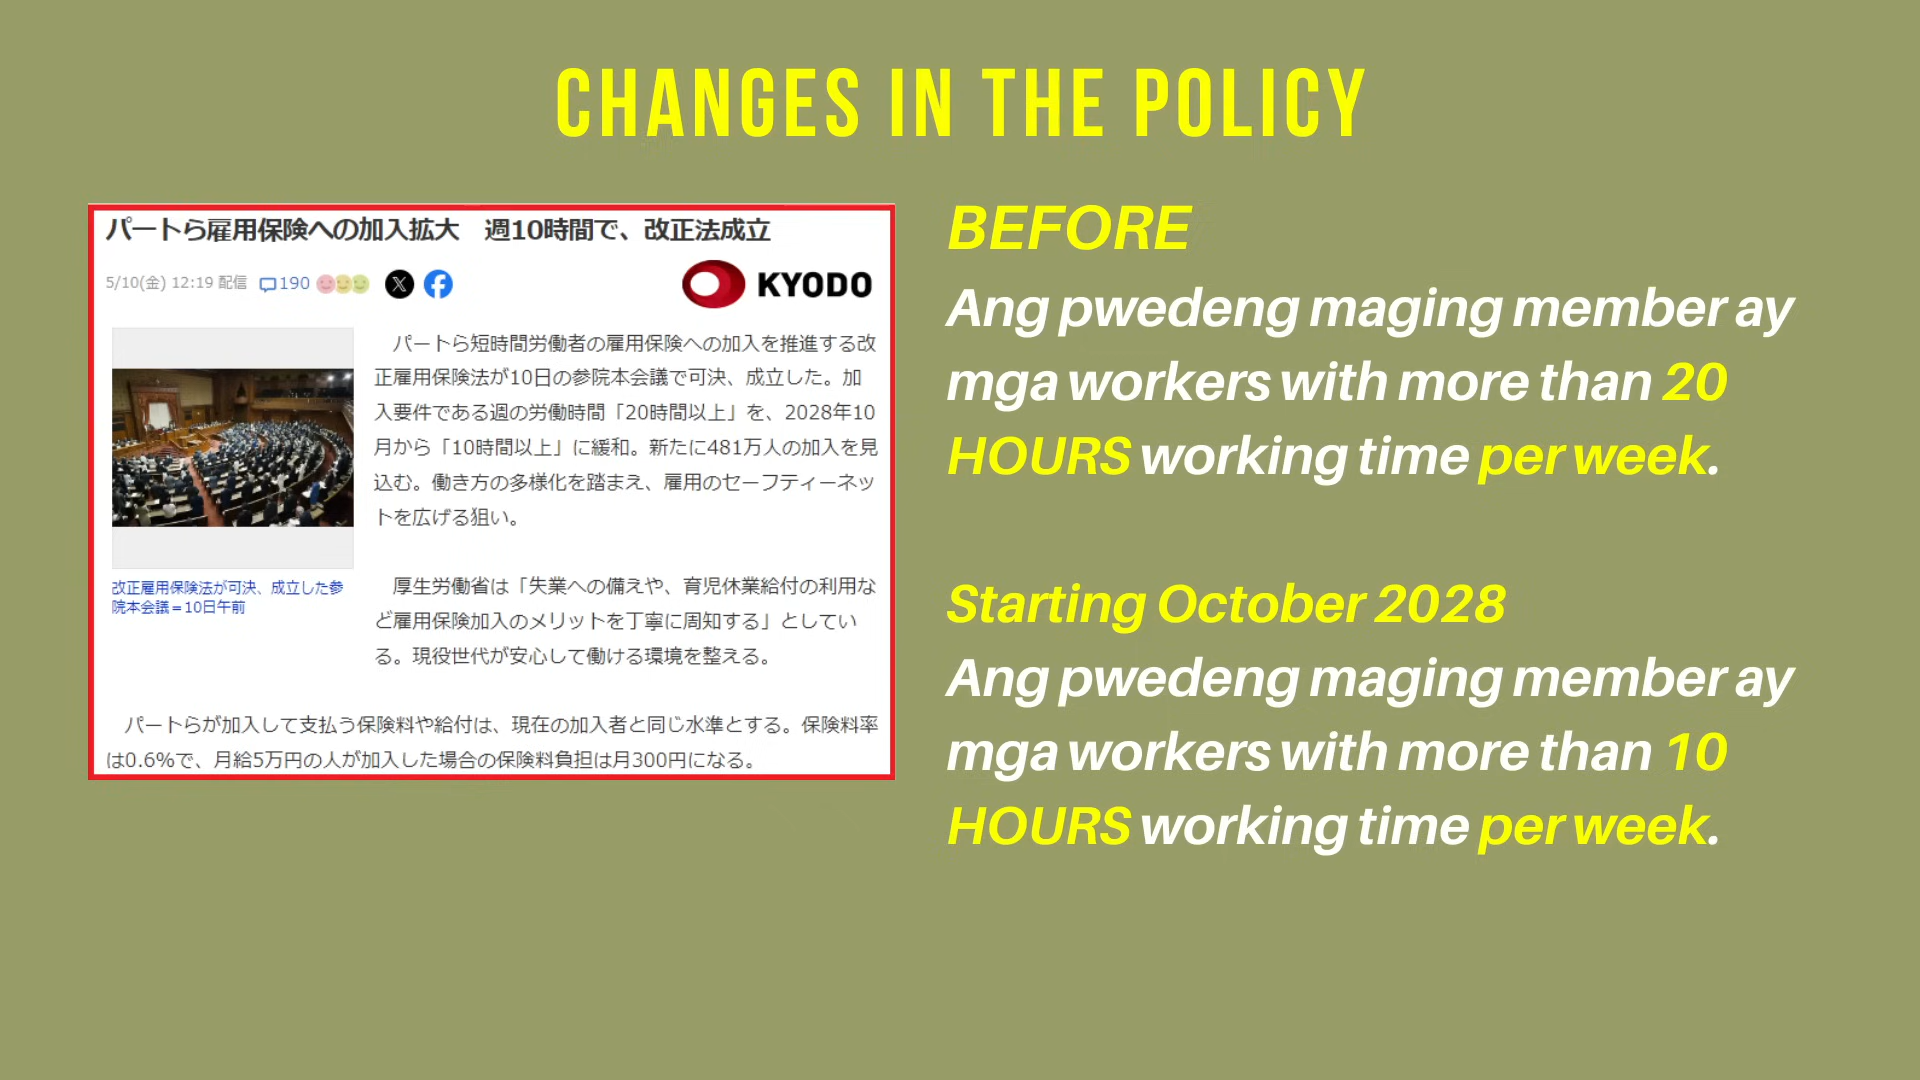 CHANGES IN THE POLICY
パートら雇用保険への加入拡大　週10時間で、改正法成立
5/10(金) 12:19 配信 190
KYODO
パートら短時間労働者の雇用保険への加入を推進する改
正雇用保険法が10日の参院本会議で可決、成立した。加
入要件である週の労働時間「20時間以上」を、2028年10
月から「10時間以上」に緩和。新たに481万人の加入を見
込む。働き方の多様化を踏まえ、雇用のセーフティーネッ
トを広げる狙い。
改正雇用保険法が可決、成立した参
院本会議＝10日午前
厚生労働省は「失業への備えや、育児休業給付の利用な
ど雇用保険加入のメリットを丁寧に周知する」としてい
る。現役世代が安心して働ける環境を整える。
パートらが加入して支払う保険料や給付は、現在の加入者と同じ水準とする。保険料率
は0.6%で、月給5万円の人が加入した場合の保険料負担は月300円になる。
BEFORE
Ang pwedeng maging member ay
mga workers with more than 20
HOURS working time per week.
Starting October 2028
Ang pwedeng maging member ay
mga workers with more than 10
HOURS working time per week.